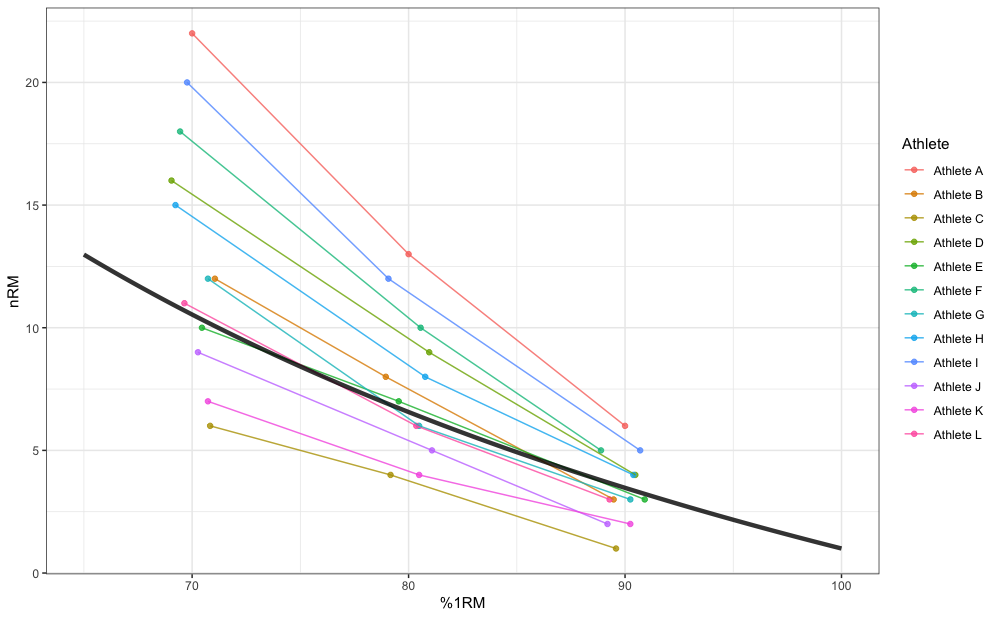 nRM
20
15
10
5
0
70
80
90
100
%1RM
Athlete
Athlete A
Athlete B
Athlete C
Athlete D
Athlete E
Athlete F
Athlete G
Athlete H
Athlete I
Athlete J
Athlete K
Athlete L